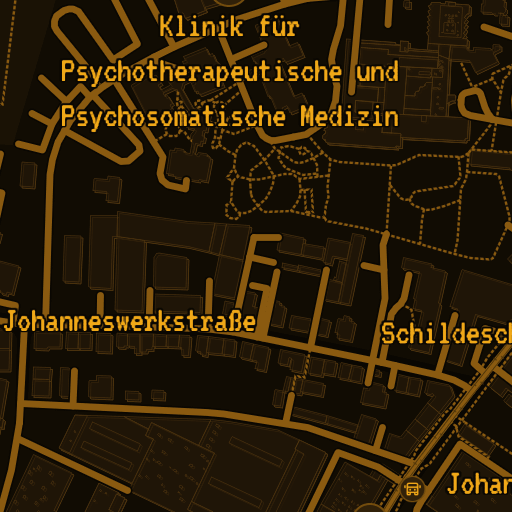 Klinik für
Psychotherapeutische und
Psychosomatische Medizin
Johanneswerkstraße
Schildesch
Johan